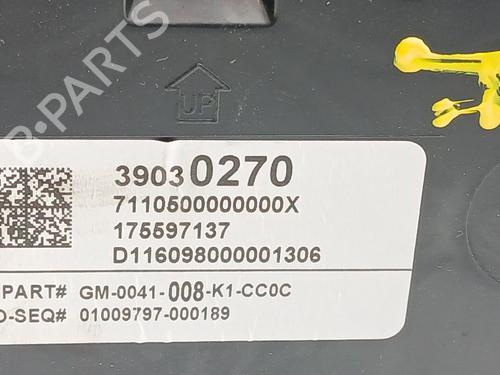 B-PARTS
UP
39030270
7110500000000X
175597137
D116098000001306
PART# GM-0041-008-K1-CC0C
D-SEQ# 01009797-000189